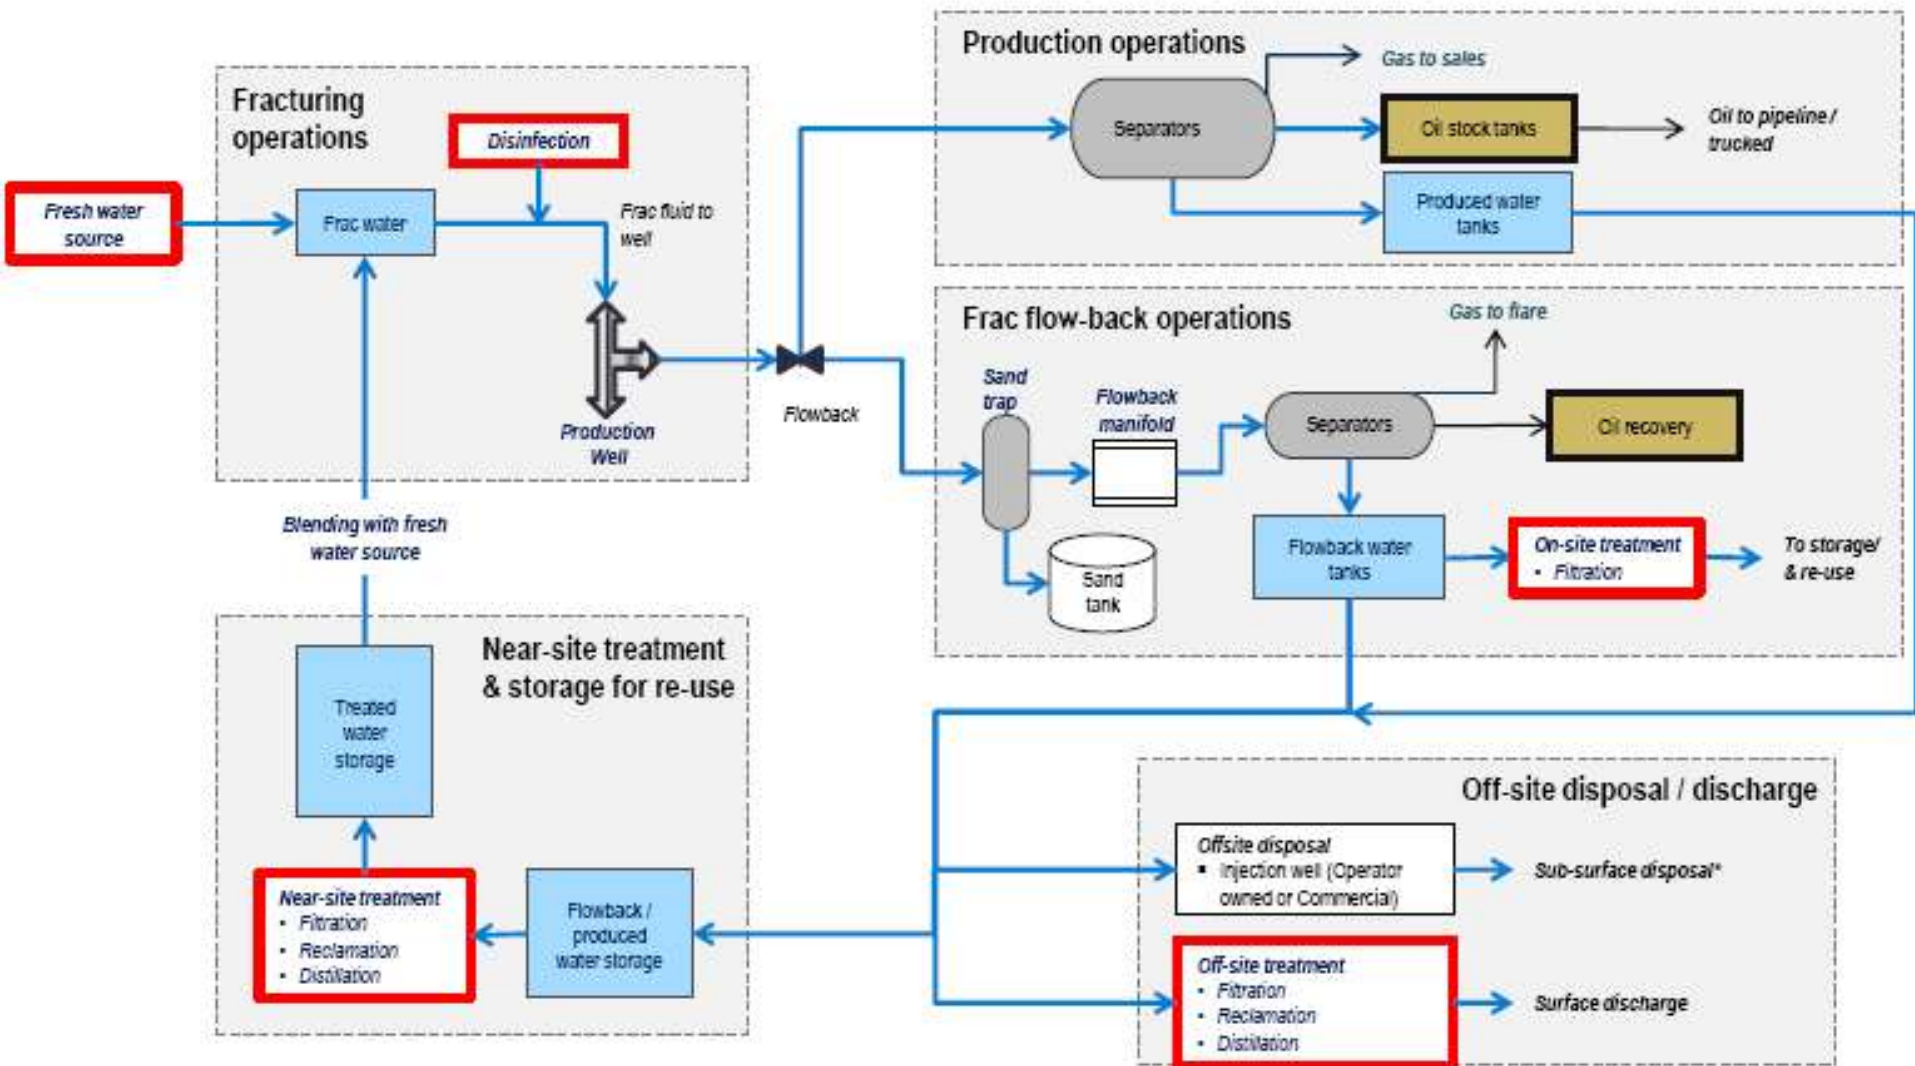 Production operations
Gas to sales
Separators
Oil stock tanks
Oil to pipeline /
trucked
Produced water
tanks
Fracturing
operations
Disinfection
Fresh water
source
Frac water
Frac fluid to
well
Production
Well
Flowback
Frac flow-back operations
Gas to flare
Sand
trap
Flowback
manifold
Separators
Oil recovery
Sand
tank
Flowback water
tanks
On-site treatment
• Filtration
To storage/
& re-use
Blending with fresh
water source
Near-site treatment
& storage for re-use
Treated
water
storage
Near-site treatment
• Filtration
• Reclamation
• Distillation
Flowback /
produced
water storage
Off-site disposal / discharge
Offsite disposal
▪ Injection well (Operator
owned or Commercial)
Sub-surface disposal*
Off-site treatment
• Filtration
• Reclamation
• Distillation
Surface discharge